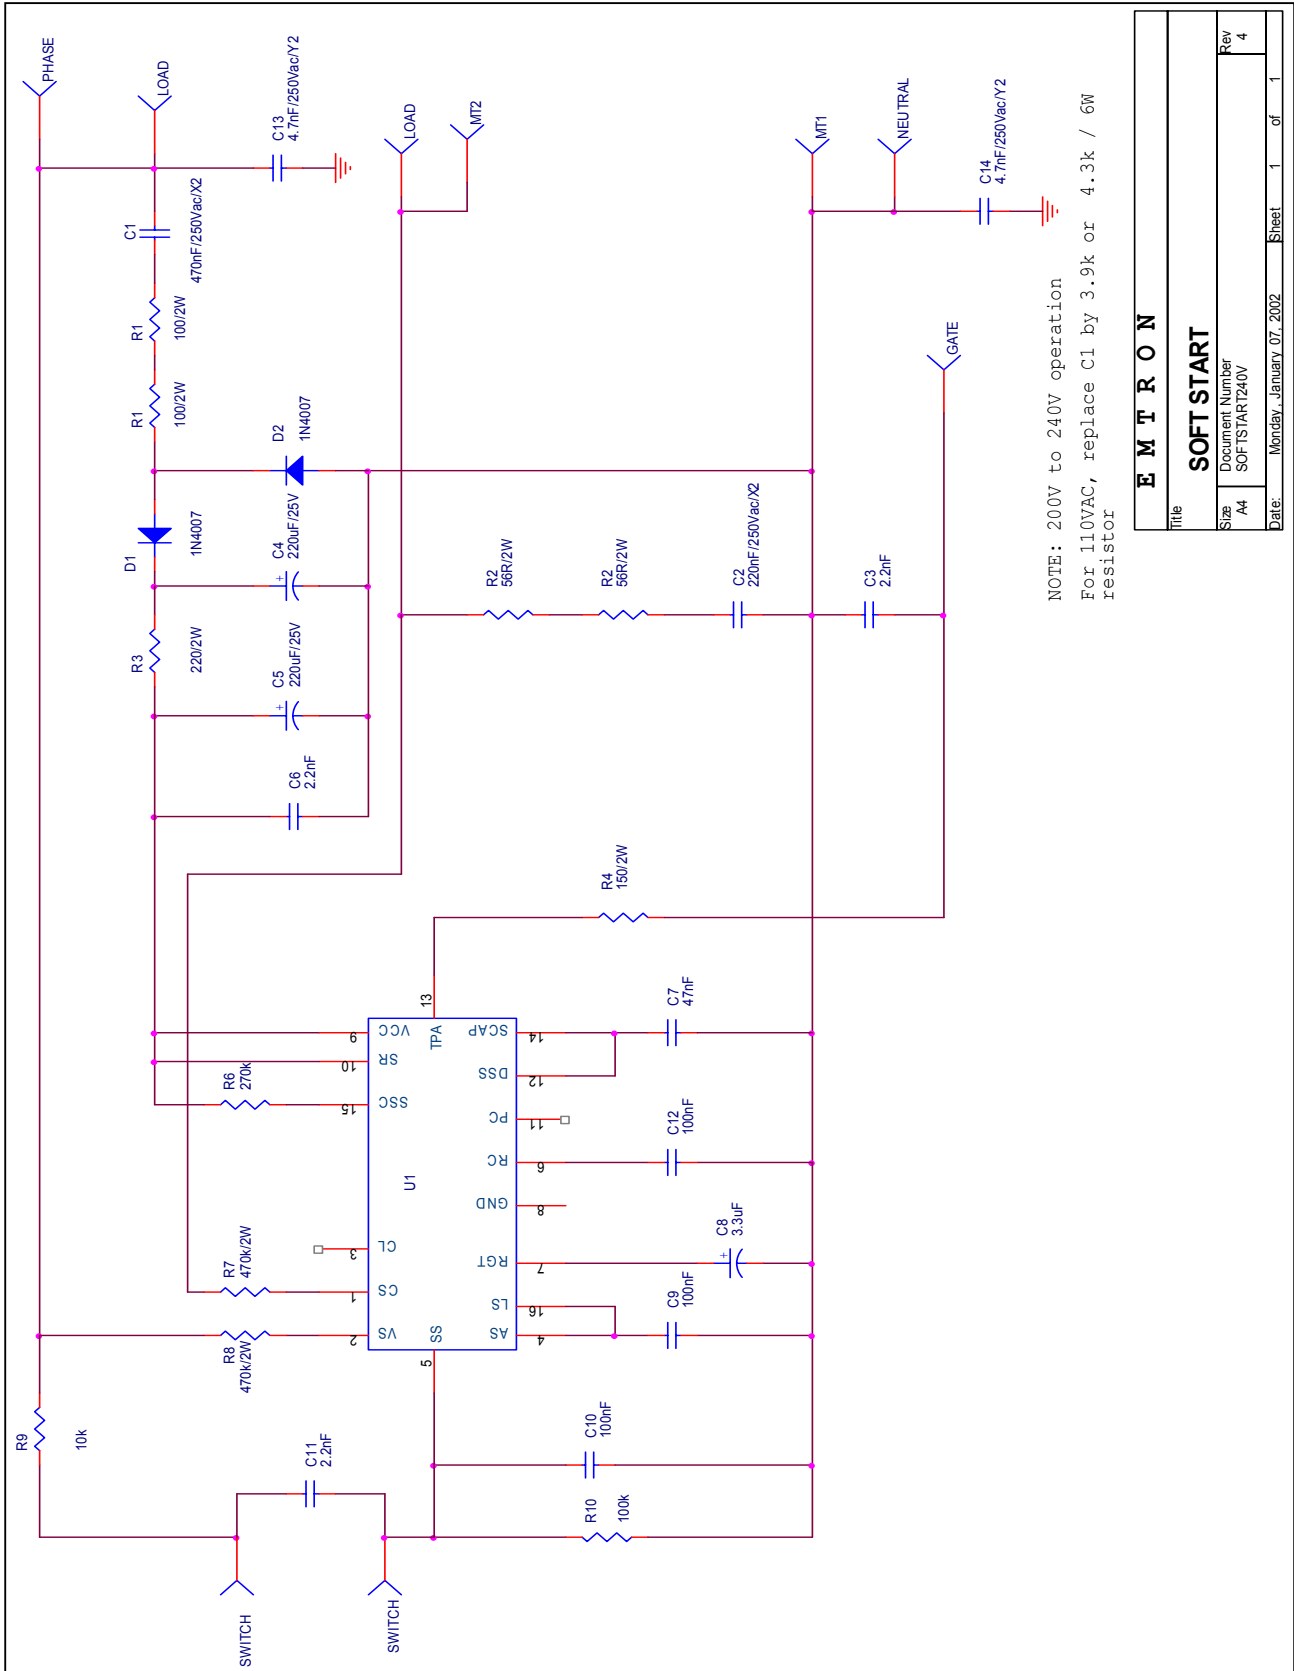 PHASE
LOAD
C13
4.7nF/250Vac/Y2
C1
470nF/250Vac/X2
R1
100/2W
R1
100/2W
D2
1N4007
D1
1N4007
C4
220uF/25V
+
R3
220/2W
C5
220uF/25V
+
C6
2.2nF
LOAD
MT2
MT1
NEUTRAL
C14
4.7nF/250Vac/Y2
GATE
R2
56R/2W
R2
56R/2W
C2
220nF/250Vac/X2
C3
2.2nF
R4
150/2W
R6
270k
R7
470k/2W
R8
470k/2W
R9
10k
C11
2.2nF
SWITCH
SWITCH
C10
100nF
R10
100k
U1
VS
2
CS
1
CL
3
SSC
15
SR
10
VCC
9
TPA
13
SCAP
14
DSS
12
PC
11
RC
6
GND
8
RGT
7
LS
16
AS
4
SS
5
C7
47nF
C12
100nF
C8
3.3uF
+
C9
100nF
NOTE: 200V to 240V operation
For 110VAC, replace C1 by 3.9k or 4.3k / 6W
resistor
E M T R O N
Title
SOFT START
Size
A4
Document Number
SOFTSTART240V
Rev
4
Date:
Monday, January 07, 2002
Sheet
1
of
1